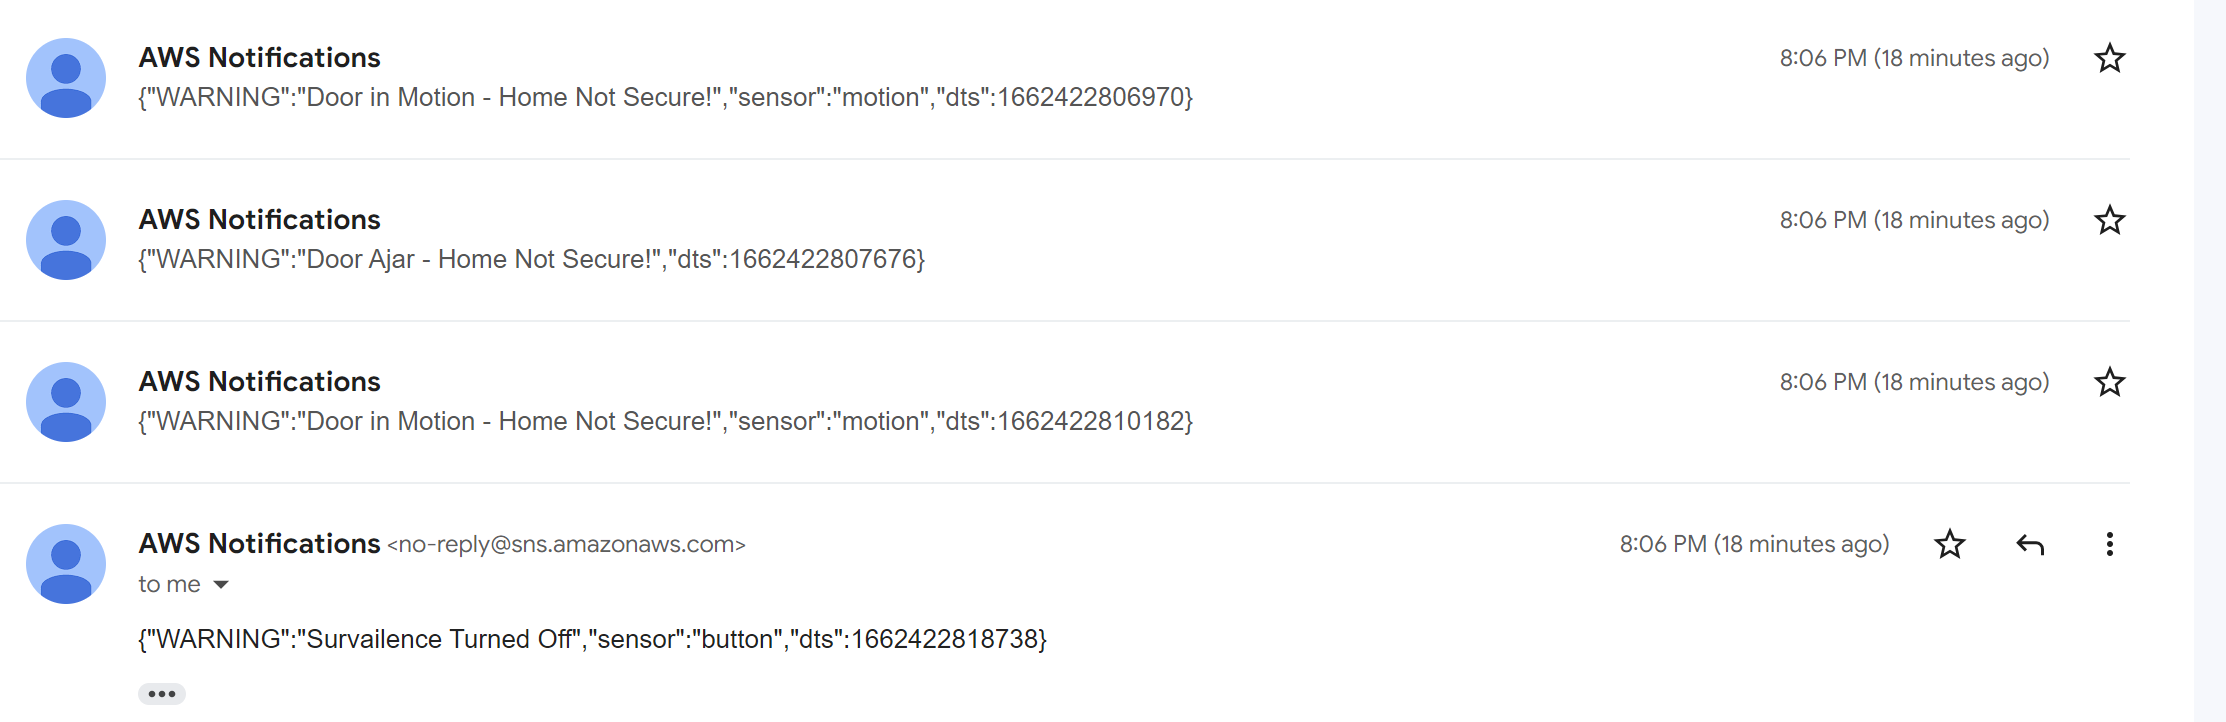 AWS Notifications 8:06 PM (18 minutes ago)
{"WARNING":"Door in Motion - Home Not Secure!","sensor":"motion","dts":1662422806970}
AWS Notifications 8:06 PM (18 minutes ago)
{"WARNING":"Door Ajar - Home Not Secure!","dts":1662422807676}
AWS Notifications 8:06 PM (18 minutes ago)
{"WARNING":"Door in Motion - Home Not Secure!","sensor":"motion","dts":1662422810182}
AWS Notifications <no-reply@sns.amazonaws.com> 8:06 PM (18 minutes ago)
to me
{"WARNING":"Survailence Turned Off","sensor":"button","dts":1662422818738}